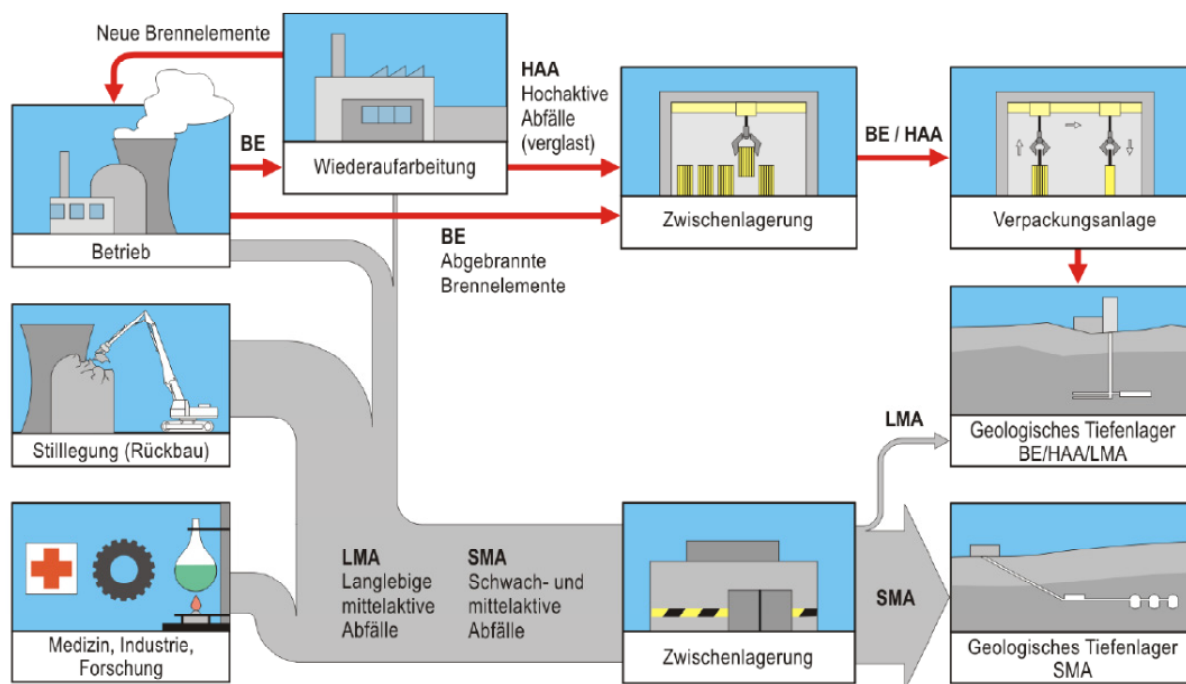 Neue Brennelemente
BE
Betrieb
Wiederaufarbeitung
HAA
Hochaktive
Abfälle
(verglast)
BE
Abgebrannte
Brennelemente
Zwischenlagerung
BE / HAA
Verpackungsanlage
Stilllegung (Rückbau)
LMA
Geologisches Tiefenlager
BE/HAA/LMA
Medizin, Industrie,
Forschung
LMA
Langlebige
mittelaktive
Abfälle
SMA
Schwach- und
mittelaktive
Abfälle
Zwischenlagerung
SMA
Geologisches Tiefenlager
SMA